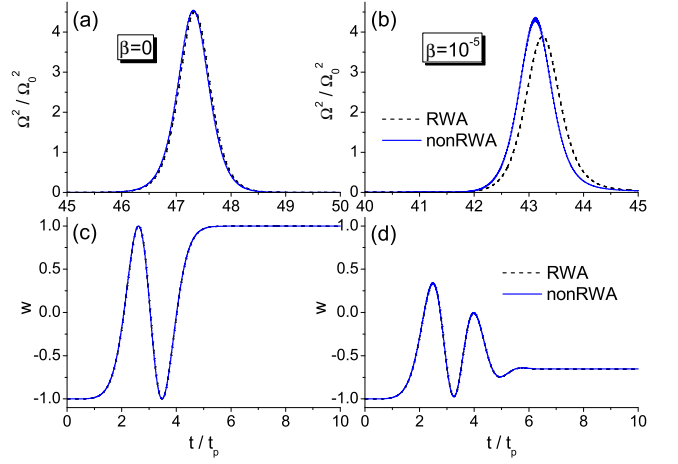 (a)
β=0
Ω² / Ω₀²
4
3
2
1
0
45 46 47 48 49 50
(b)
β=10⁻⁵
Ω² / Ω₀²
RWA
nonRWA
4
3
2
1
0
40 41 42 43 44 45
(c)
w
1.0
0.5
0.0
-0.5
-1.0
0 2 4 6 8 10
t / tₚ
(d)
w
RWA
nonRWA
1.0
0.5
0.0
-0.5
-1.0
0 2 4 6 8 10
t / tₚ